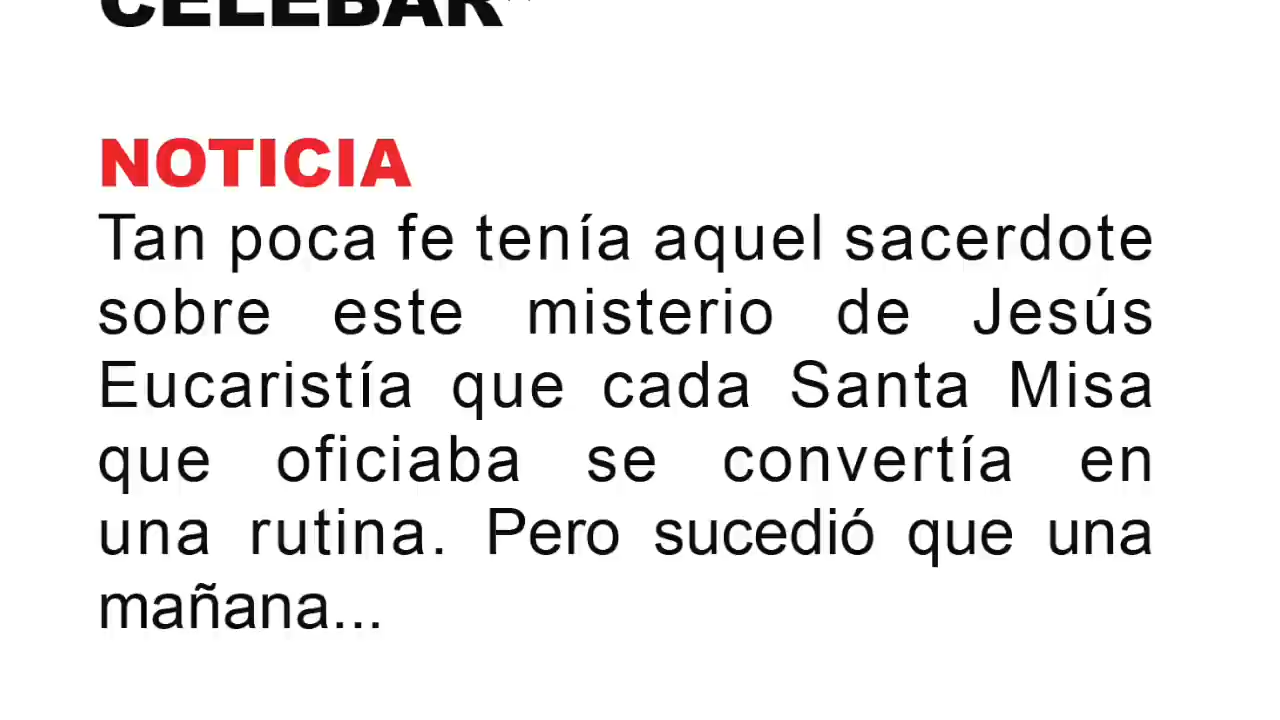 CELEBAR"
NOTICIA
Tan poca fe tenía aquel sacerdote
sobre este misterio de Jesús
Eucaristía que cada Santa Misa
que oficiaba se convertía en
una rutina. Pero sucedió que una
mañana...